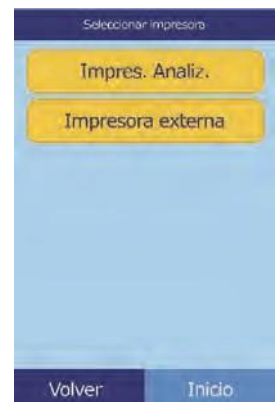 Seleccionar impresora
Impres. Analiz.
Impresora externa
Volver Inicio